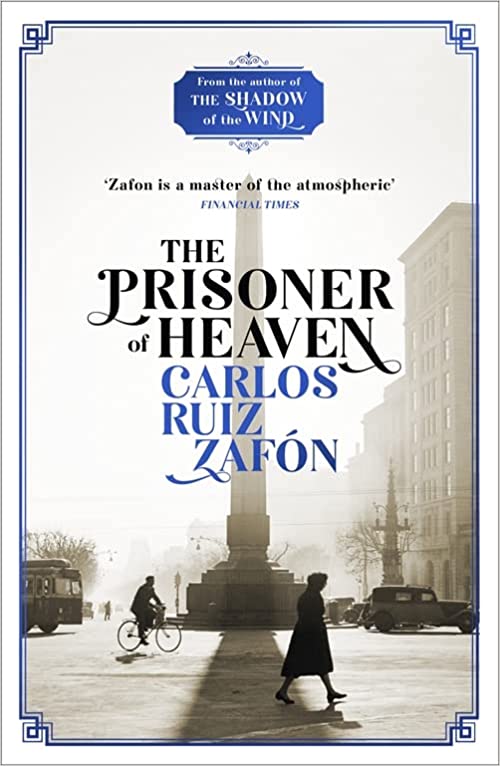 From the author of
THE SHADOW
of the WIND
‘Zafon is a master of the atmospheric’
FINANCIAL TIMES
THE
PRISONER
of HEAVEN
CARLOS
RUIZ
ZAFÓN